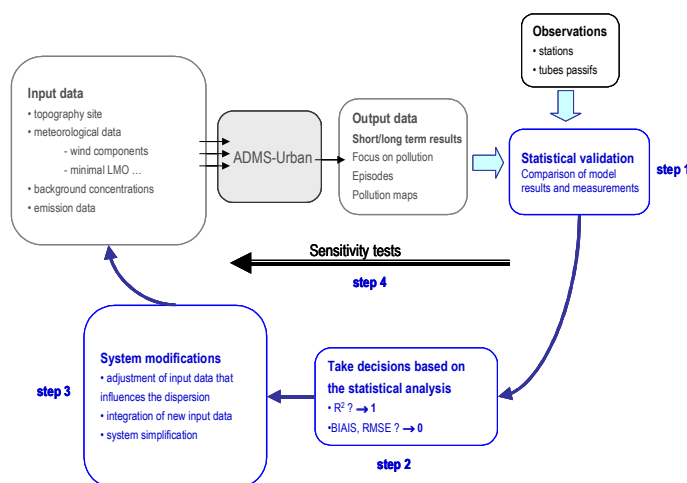 Observations
• stations
• tubes passifs
Input data
• topography site
• meteorological data
- wind components
- minimal LMO ...
• background concentrations
• emission data
ADMS-Urban
Output data
Short/long term results
Focus on pollution
Episodes
Pollution maps
Statistical validation
Comparison of model
results and measurements
step 1
Sensitivity tests
step 4
System modifications
• adjustment of input data that
influences the dispersion
• integration of new input data
• system simplification
step 3
Take decisions based on
the statistical analysis
• R² ? → 1
•BIAIS, RMSE ? → 0
step 2